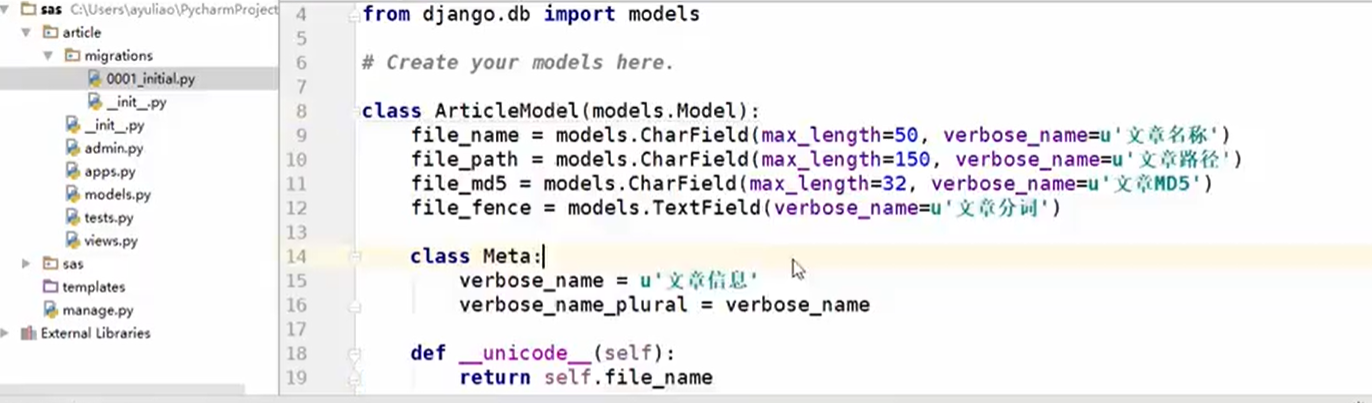 sas C:\Users\ayuliao\PycharmProject
article
migrations
0001_initial.py
__init__.py
__init__.py
admin.py
apps.py
models.py
tests.py
views.py
sas
templates
manage.py
External Libraries
4 from django.db import models
5
6 # Create your models here.
7
8 class ArticleModel(models.Model):
9 file_name = models.CharField(max_length=50, verbose_name=u'文章名称')
10 file_path = models.CharField(max_length=150, verbose_name=u'文章路径')
11 file_md5 = models.CharField(max_length=32, verbose_name=u'文章MD5')
12 file_fence = models.TextField(verbose_name=u'文章分词')
13
14 class Meta:
15 verbose_name = u'文章信息'
16 verbose_name_plural = verbose_name
17
18 def __unicode__(self):
19 return self.file_name